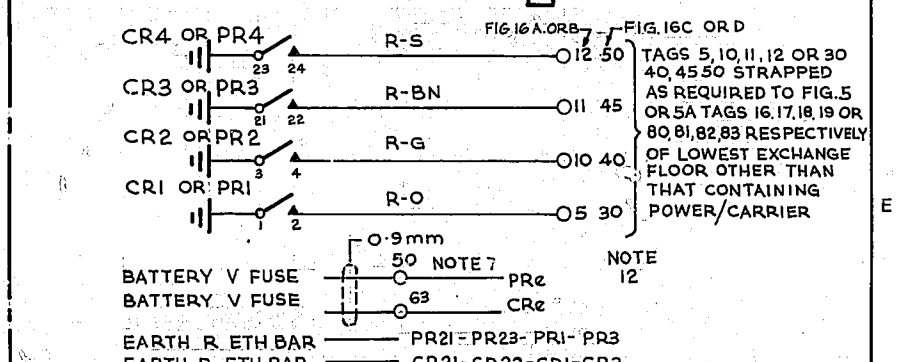 FIG 16 A.ORB FIG. 16C OR D
CR4 OR PR4
23 24
R-S
12 50
CR3 OR PR3
21 22
R-BN
11 45
CR2 OR PR2
3 4
R-G
10 40
CR1 OR PR1
1 2
R-O
5 30
TAGS 5,10,11,12 OR 30
40,45 50 STRAPPED
AS REQUIRED TO FIG.5
OR 5A TAGS 16,17,18,19 OR
80,81,82,83 RESPECTIVELY
OF LOWEST EXCHANGE
FLOOR OTHER THAN
THAT CONTAINING
POWER/CARRIER
NOTE
12
E
0.9mm
BATTERY V FUSE 50 NOTE 7 PRe
BATTERY V FUSE 63 CRe
EARTH R ETH BAR PR21-PR23-PR1-PR3
EARTH R ETH BAR